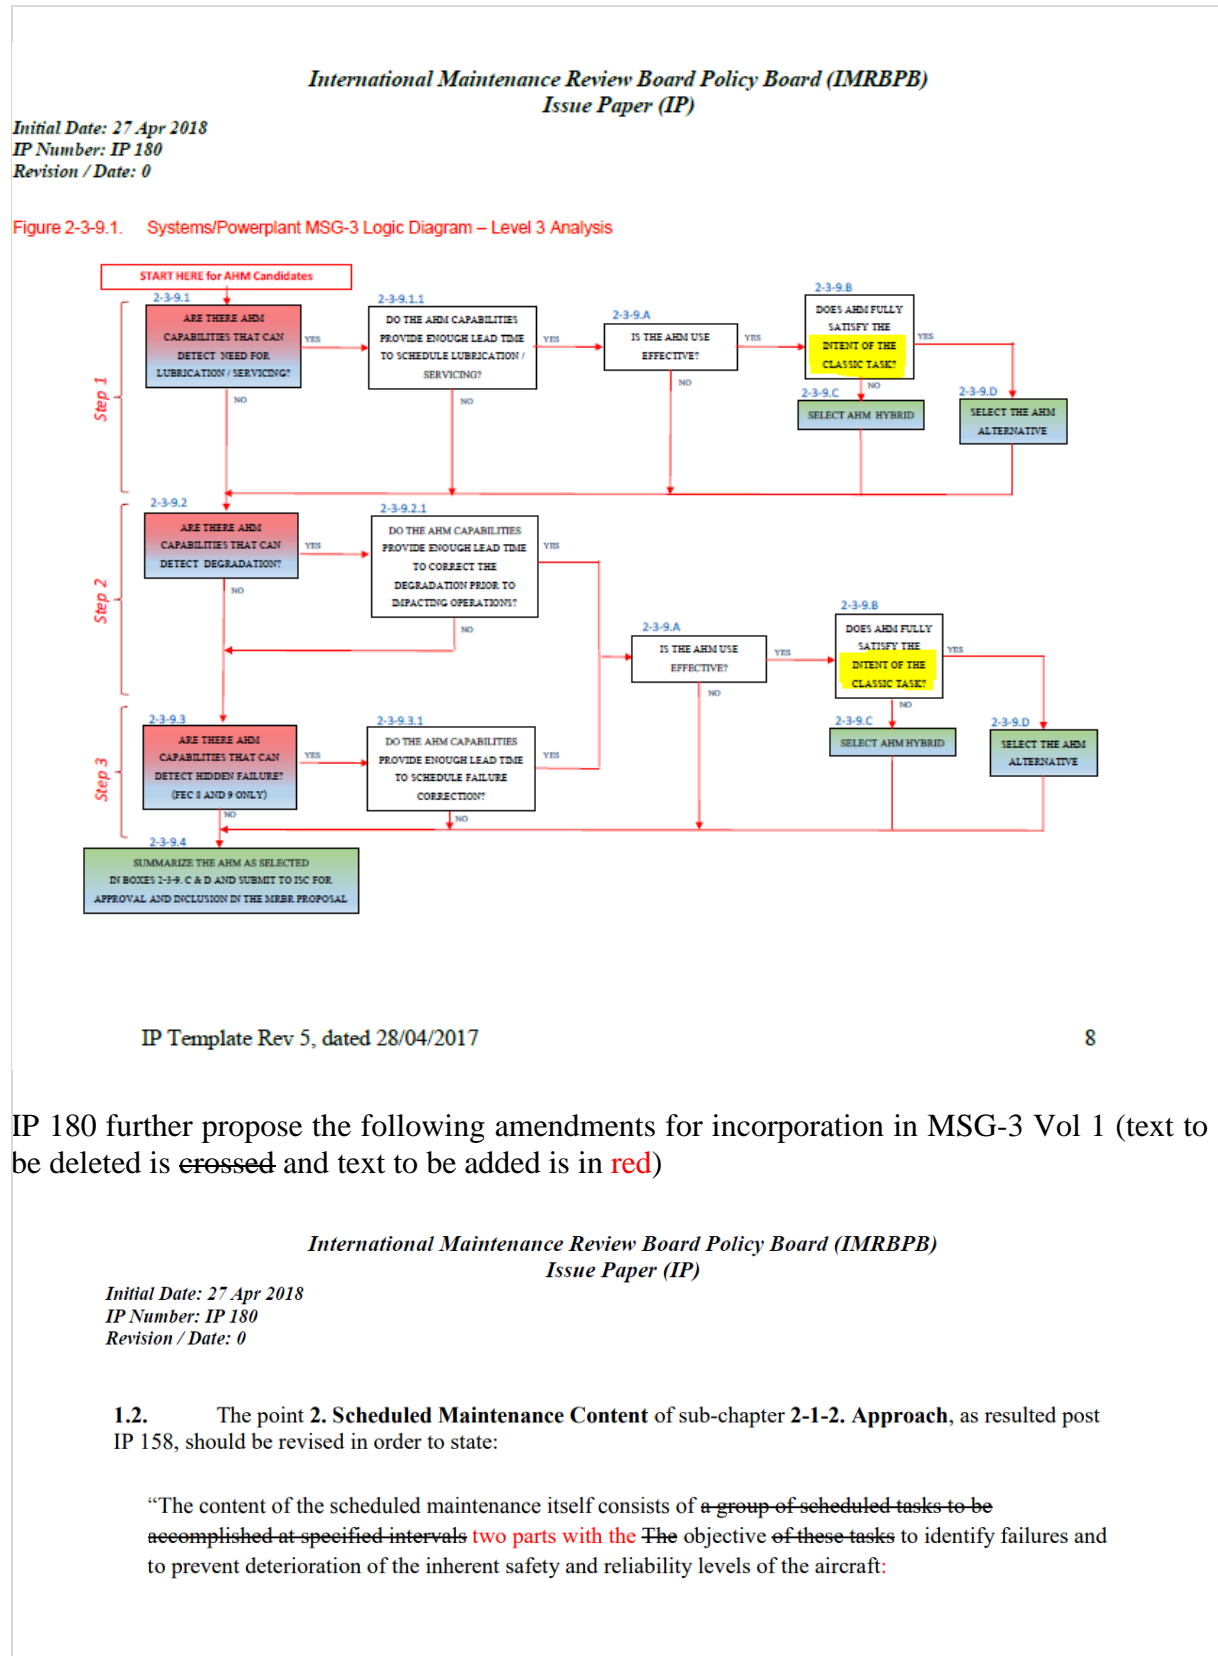 International Maintenance Review Board Policy Board (IMRBPB)
Issue Paper (IP)
Initial Date: 27 Apr 2018
IP Number: IP 180
Revision / Date: 0
Figure 2-3-9.1. Systems/Powerplant MSG-3 Logic Diagram – Level 3 Analysis
START HERE for AHM Candidates
Step 1
2-3-9.1
ARE THERE AHM
CAPABILITIES THAT CAN
DETECT NEED FOR
LUBRICATION / SERVICING?
YES
NO
2-3-9.1.1
DO THE AHM CAPABILITIES
PROVIDE ENOUGH LEAD TIME
TO SCHEDULE LUBRICATION /
SERVICING?
YES
NO
2-3-9.A
IS THE AHM USE
EFFECTIVE?
YES
NO
2-3-9.B
DOES AHM FULLY
SATISFY THE
INTENT OF THE
CLASSIC TASK?
YES
NO
2-3-9.C
SELECT AHM HYBRID
2-3-9.D
SELECT THE AHM
ALTERNATIVE
Step 2
2-3-9.2
ARE THERE AHM
CAPABILITIES THAT CAN
DETECT DEGRADATION?
YES
NO
2-3-9.2.1
DO THE AHM CAPABILITIES
PROVIDE ENOUGH LEAD TIME
TO CORRECT THE
DEGRADATION PRIOR TO
IMPACTING OPERATIONS?
YES
NO
2-3-9.A
IS THE AHM USE
EFFECTIVE?
YES
NO
2-3-9.B
DOES AHM FULLY
SATISFY THE
INTENT OF THE
CLASSIC TASK?
YES
NO
2-3-9.C
SELECT AHM HYBRID
2-3-9.D
SELECT THE AHM
ALTERNATIVE
Step 3
2-3-9.3
ARE THERE AHM
CAPABILITIES THAT CAN
DETECT HIDDEN FAILURE?
(FEC 8 AND 9 ONLY)
YES
NO
2-3-9.3.1
DO THE AHM CAPABILITIES
PROVIDE ENOUGH LEAD TIME
TO SCHEDULE FAILURE
CORRECTION?
YES
NO
2-3-9.4
SUMMARIZE THE AHM AS SELECTED
IN BOXES 2-3-9. C & D AND SUBMIT TO ISC FOR
APPROVAL AND INCLUSION IN THE MRBR PROPOSAL
IP Template Rev 5, dated 28/04/2017 8
IP 180 further propose the following amendments for incorporation in MSG-3 Vol 1 (text to
be deleted is crossed and text to be added is in red)
International Maintenance Review Board Policy Board (IMRBPB)
Issue Paper (IP)
Initial Date: 27 Apr 2018
IP Number: IP 180
Revision / Date: 0
1.2. The point 2. Scheduled Maintenance Content of sub-chapter 2-1-2. Approach, as resulted post
IP 158, should be revised in order to state:
“The content of the scheduled maintenance itself consists of a group of scheduled tasks to be
accomplished at specified intervals two parts with the The objective of these tasks to identify failures and
to prevent deterioration of the inherent safety and reliability levels of the aircraft: